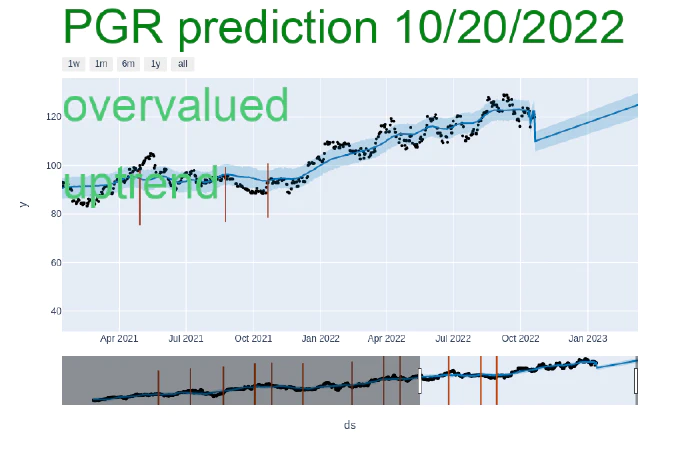 PGR prediction 10/20/2022
1w 1m 6m 1y all
overvalued
120
100
uptrend
80
y
60
40
Apr 2021 Jul 2021 Oct 2021 Jan 2022 Apr 2022 Jul 2022 Oct 2022 Jan 2023
ds